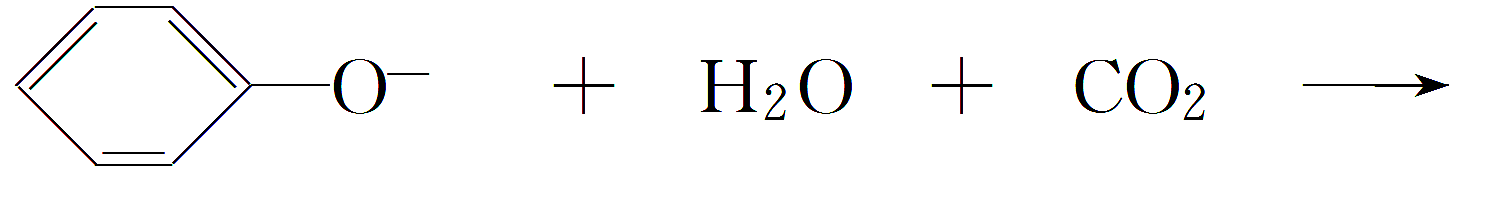 O⁻ + H₂O + CO₂ ⟶